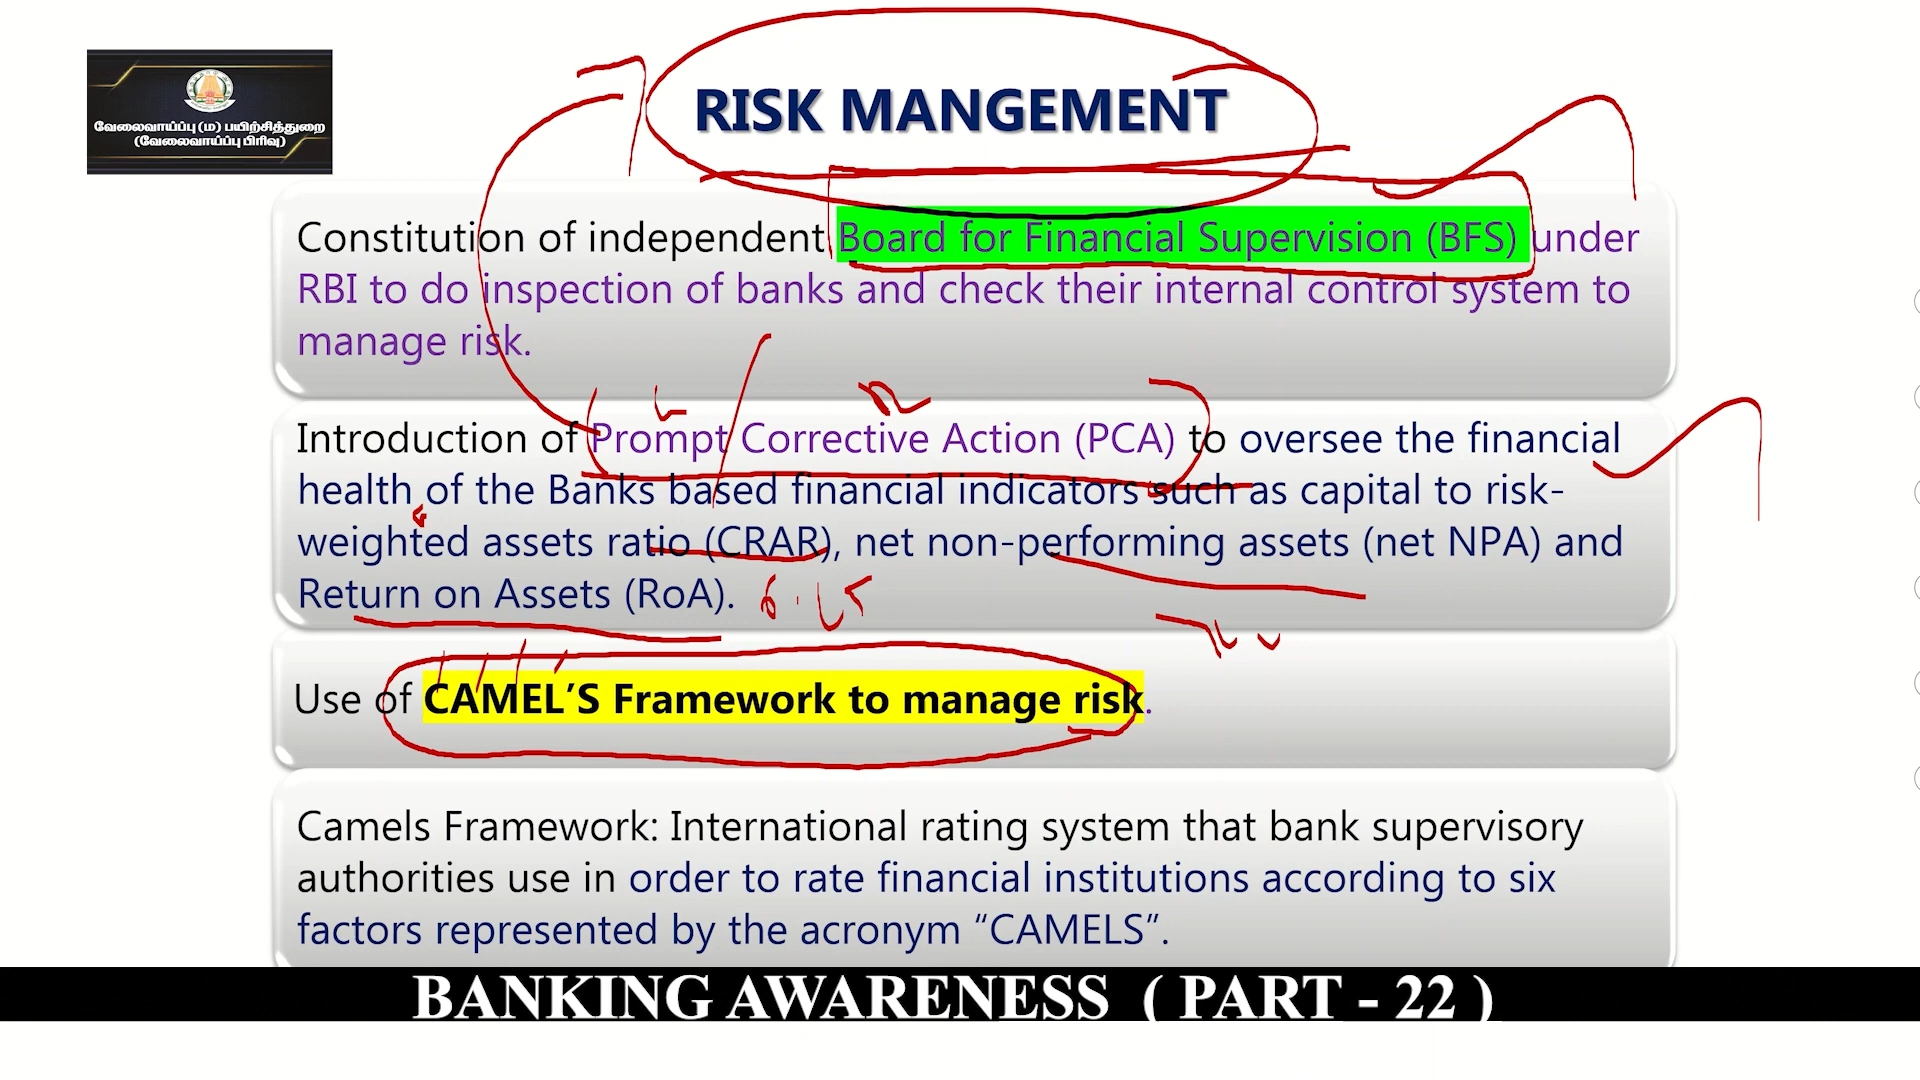 வேலைவாய்ப்பு (ம) பயிற்சித்துறை
(வேலைவாய்ப்பு பிரிவு)
RISK MANGEMENT
Constitution of independent Board for Financial Supervision (BFS) under
RBI to do inspection of banks and check their internal control system to
manage risk.
Introduction of Prompt Corrective Action (PCA) to oversee the financial
health of the Banks based financial indicators such as capital to risk-
weighted assets ratio (CRAR), net non-performing assets (net NPA) and
Return on Assets (RoA).
Use of CAMEL’S Framework to manage risk.
Camels Framework: International rating system that bank supervisory
authorities use in order to rate financial institutions according to six
factors represented by the acronym “CAMELS”.
BANKING AWARENESS ( PART - 22 )